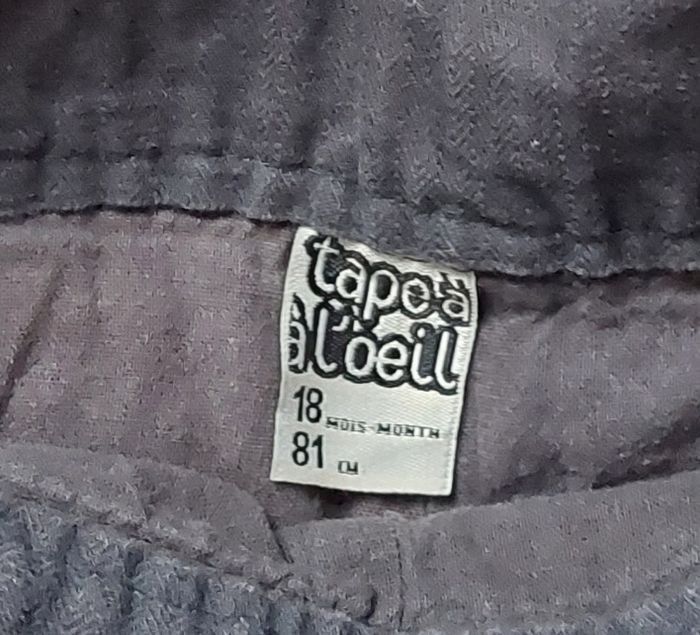 tape à
à l'oeil
18 MOIS-MONTH
81 CM